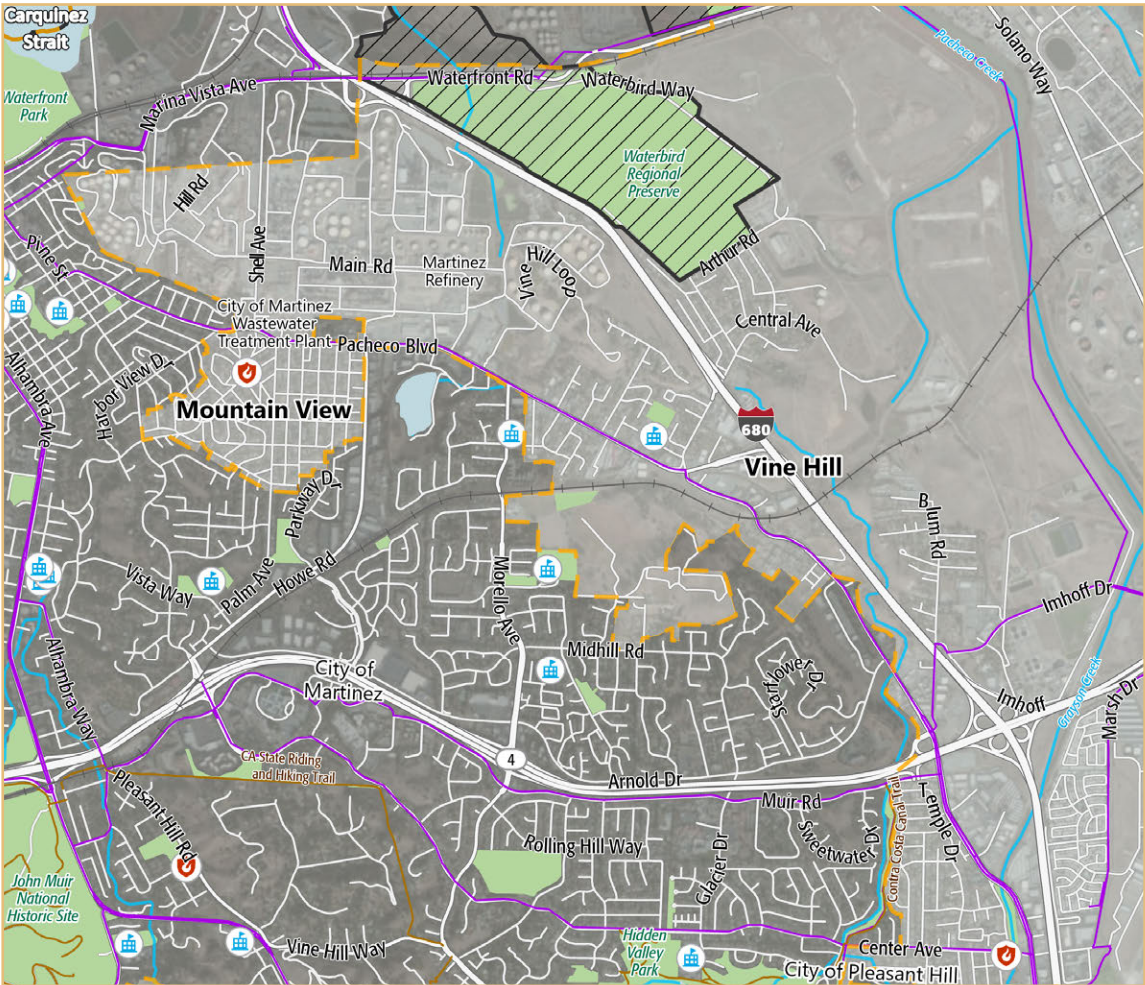 Carquinez
Strait
Solano Way
Pacheco Creek
Waterfront Rd
Waterbird Way
Marina Vista Ave
Waterfront
Park
Waterbird
Regional
Preserve
Hill Rd
Shell Ave
Pine St
Main Rd
Martinez
Refinery
Vine Hill Loop
Arthur Rd
City of Martinez
Wastewater
Treatment Plant
Pacheco Blvd
Central Ave
Alhambra Ave
Harbor View Dr
Mountain View
680
Vine Hill
Parkway Dr
Blum Rd
Vista Way
Palm Ave
Howe Rd
Morello Ave
Imhoff Dr
Midhill Rd
Alhambra Way
City of
Martinez
Starflower Dr
Imhoff
Grayson Creek
Marsh Dr
CA State Riding
and Hiking Trail
4
Arnold Dr
Muir Rd
Pleasant Hill Rd
Contra Costa Canal Trail
Temple Dr
Rolling Hill Way
Glacier Dr
Sweetwater Dr
John Muir
National
Historic Site
Vine Hill Way
Hidden
Valley
Park
Center Ave
City of Pleasant Hill